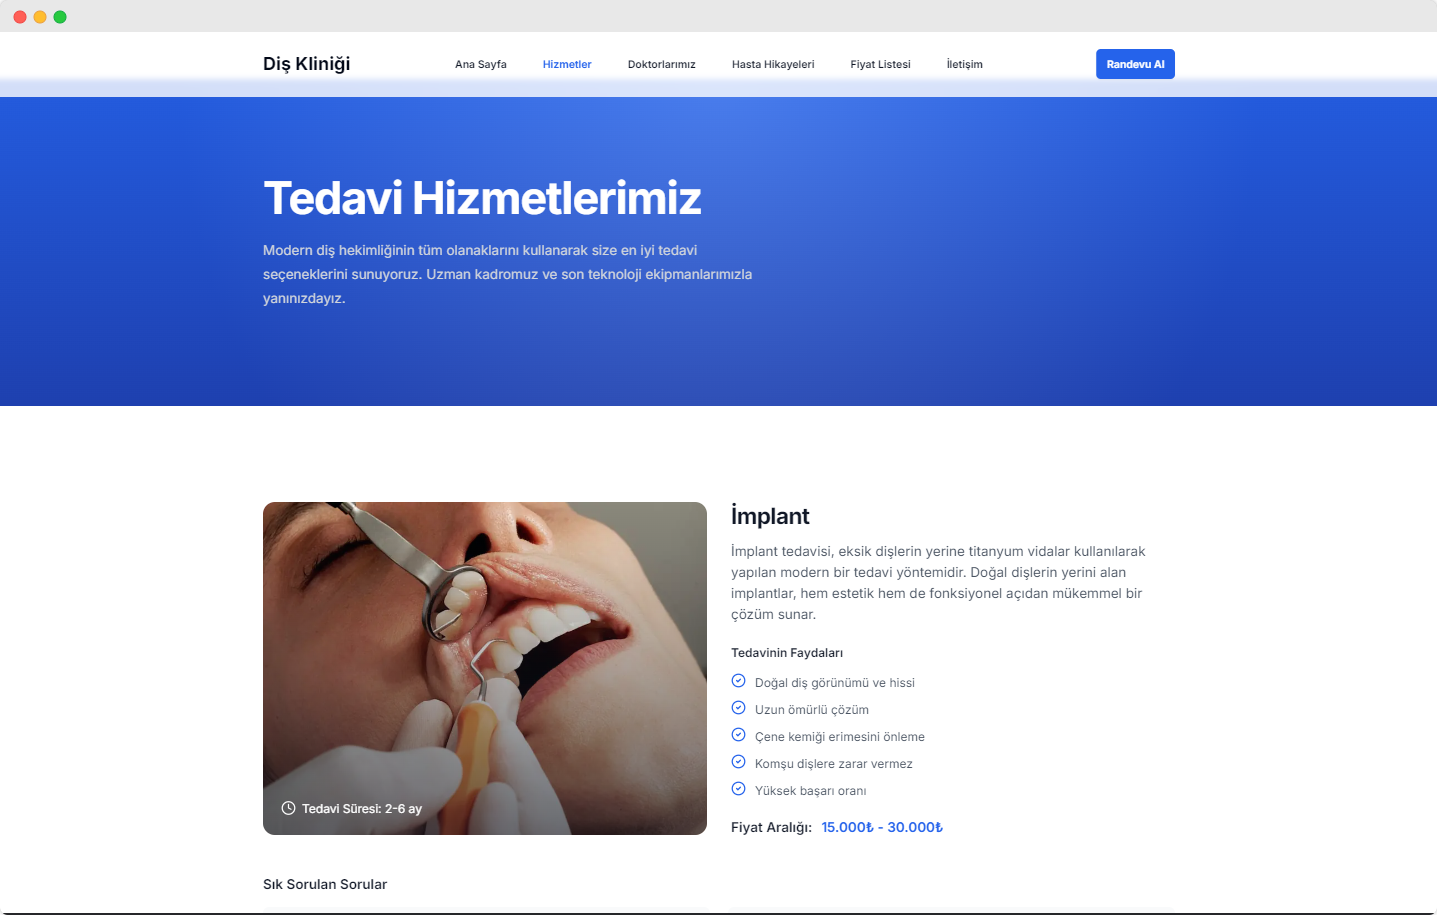 Diş Kliniği
Ana Sayfa
Hizmetler
Doktorlarımız
Hasta Hikayeleri
Fiyat Listesi
İletişim
Randevu Al
Tedavi Hizmetlerimiz
Modern diş hekimliğinin tüm olanaklarını kullanarak size en iyi tedavi
seçeneklerini sunuyoruz. Uzman kadromuz ve son teknoloji ekipmanlarımızla
yanınızdayız.
Tedavi Süresi: 2-6 ay
İmplant
İmplant tedavisi, eksik dişlerin yerine titanyum vidalar kullanılarak
yapılan modern bir tedavi yöntemidir. Doğal dişlerin yerini alan
implantlar, hem estetik hem de fonksiyonel açıdan mükemmel bir
çözüm sunar.
Tedavinin Faydaları
Doğal diş görünümü ve hissi
Uzun ömürlü çözüm
Çene kemiği erimesini önleme
Komşu dişlere zarar vermez
Yüksek başarı oranı
Fiyat Aralığı: 15.000₺ - 30.000₺
Sık Sorulan Sorular